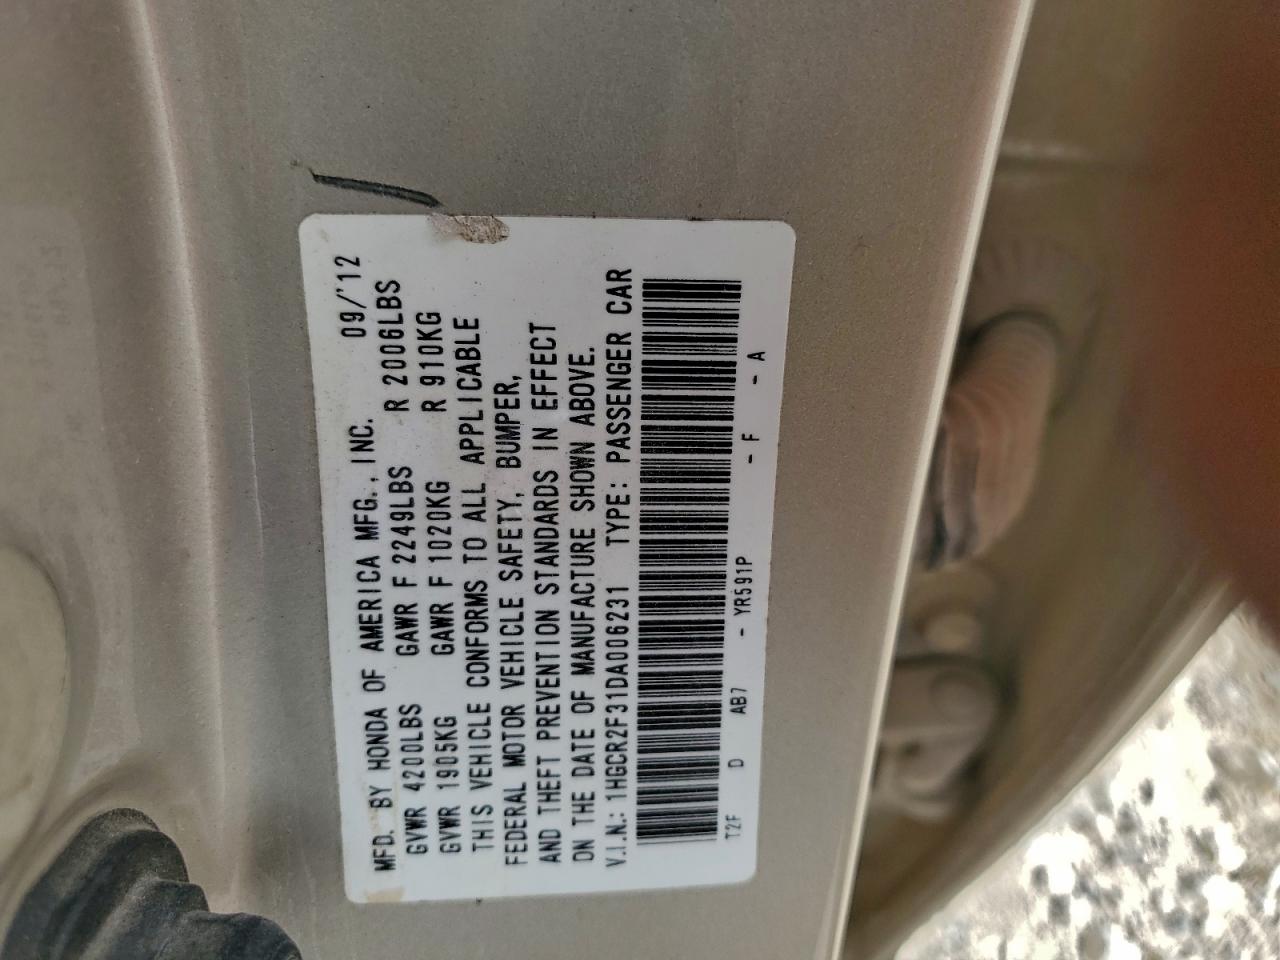 MFD. BY HONDA OF AMERICA MFG., INC. 09/'12
GVWR 4200LBS GAWR F 2249LBS R 2006LBS
GVWR 1905KG GAWR F 1020KG R 910KG
THIS VEHICLE CONFORMS TO ALL APPLICABLE
FEDERAL MOTOR VEHICLE SAFETY, BUMPER,
AND THEFT PREVENTION STANDARDS IN EFFECT
ON THE DATE OF MANUFACTURE SHOWN ABOVE.
V.I.N.: 1HGCR2F31DA006231 TYPE: PASSENGER CAR
T2F D AB7 - YR591P - F - A